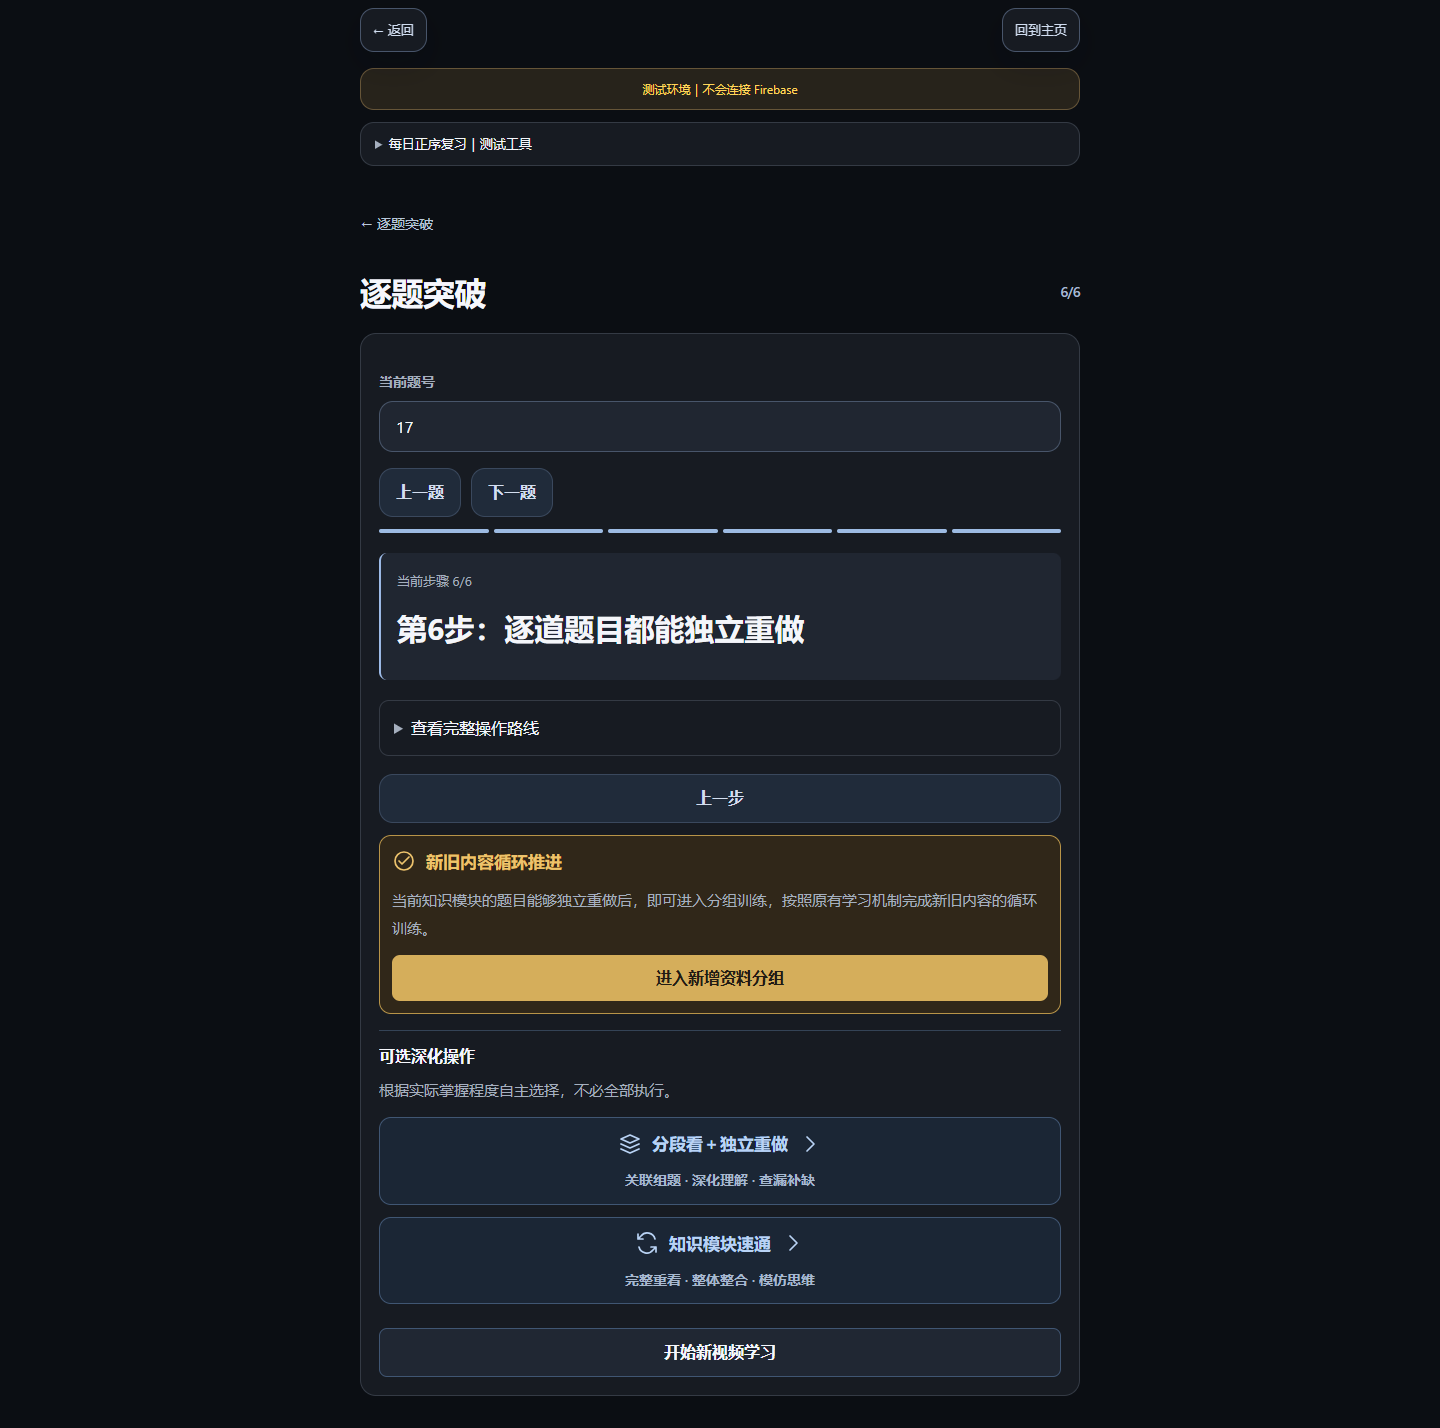 ← 返回
回到主页
测试环境 | 不会连接 Firebase
▶ 每日正序复习 | 测试工具
← 逐题突破
逐题突破
6/6
当前题号
17
上一题
下一题
当前步骤 6/6
第6步：逐道题目都能独立重做
▶ 查看完整操作路线
上一步
新旧内容循环推进
当前知识模块的题目能够独立重做后，即可进入分组训练，按照原有学习机制完成新旧内容的循环
训练。
进入新增资料分组
可选深化操作
根据实际掌握程度自主选择，不必全部执行。
分段看 + 独立重做
关联组题 · 深化理解 · 查漏补缺
知识模块速通
完整重看 · 整体整合 · 模仿思维
开始新视频学习